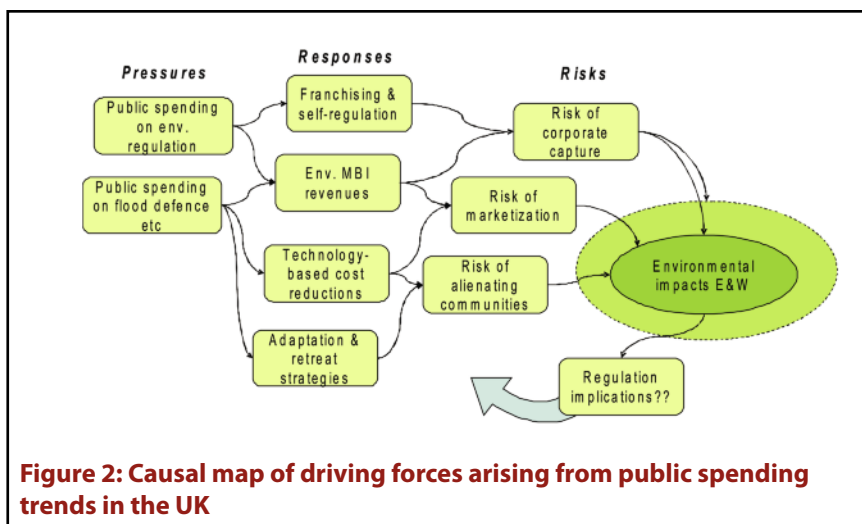 Pressures
Responses
Risks
Public spending
on env.
regulation
Public spending
on flood defence
etc
Franchising &
self-regulation
Env. MBI
revenues
Technology-
based cost
reductions
Adaptation &
retreat
strategies
Risk of
corporate
capture
Risk of
marketization
Risk of
alienating
communities
Environmental
impacts E&W
Regulation
implications??
Figure 2: Causal map of driving forces arising from public spending
trends in the UK